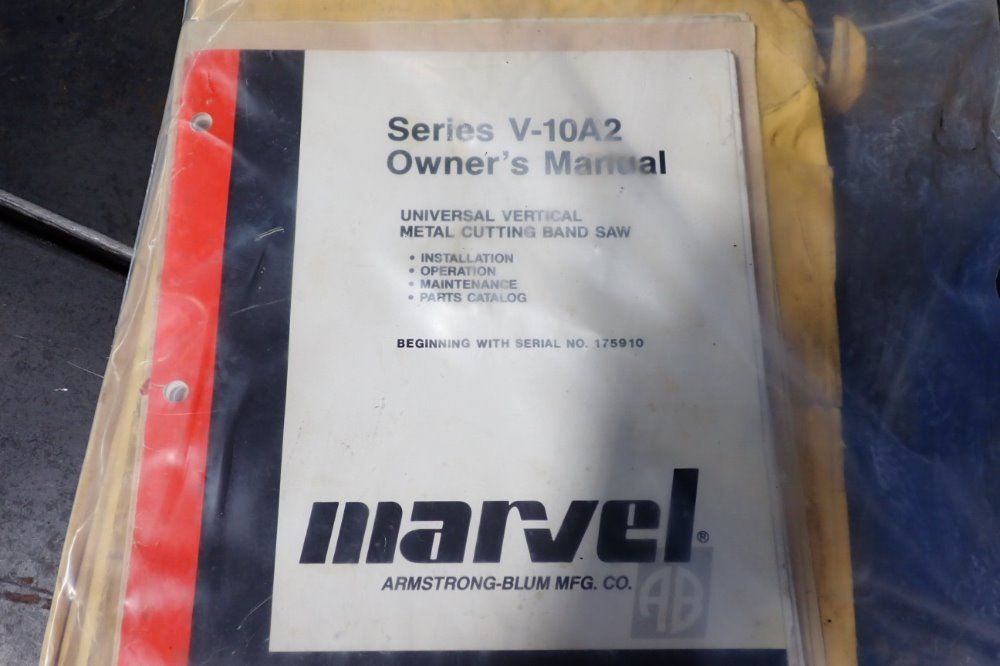 Series V-10A2
Owner's Manual
UNIVERSAL VERTICAL
METAL CUTTING BAND SAW
• INSTALLATION
• OPERATION
• MAINTENANCE
• PARTS CATALOG
BEGINNING WITH SERIAL NO. 175910
marvel®
ARMSTRONG-BLUM MFG. CO.
AB